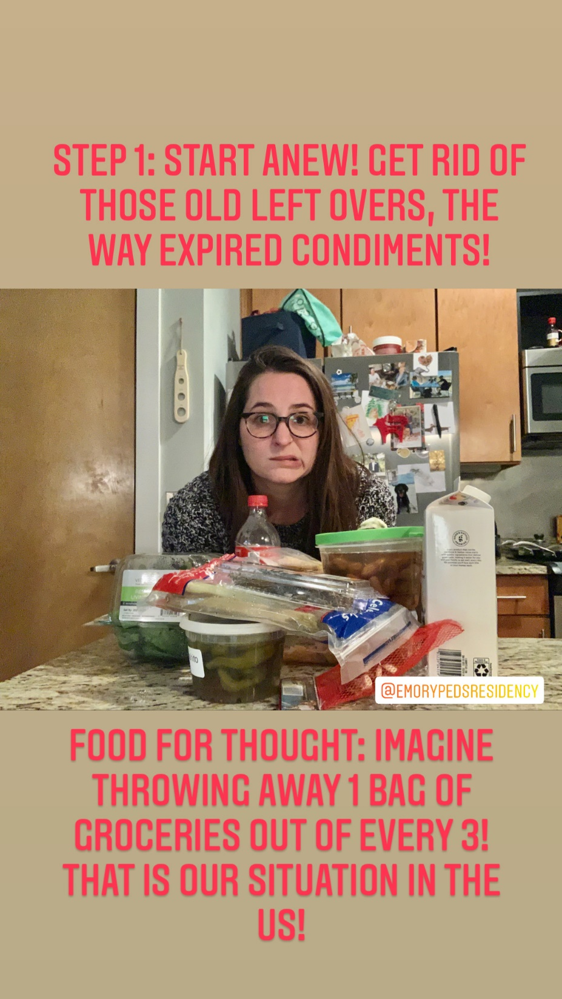 STEP 1: START ANEW! GET RID OF
THOSE OLD LEFT OVERS, THE
WAY EXPIRED CONDIMENTS!
@EMORYPEDSRESIDENCY
FOOD FOR THOUGHT: IMAGINE
THROWING AWAY 1 BAG OF
GROCERIES OUT OF EVERY 3!
THAT IS OUR SITUATION IN THE
US!